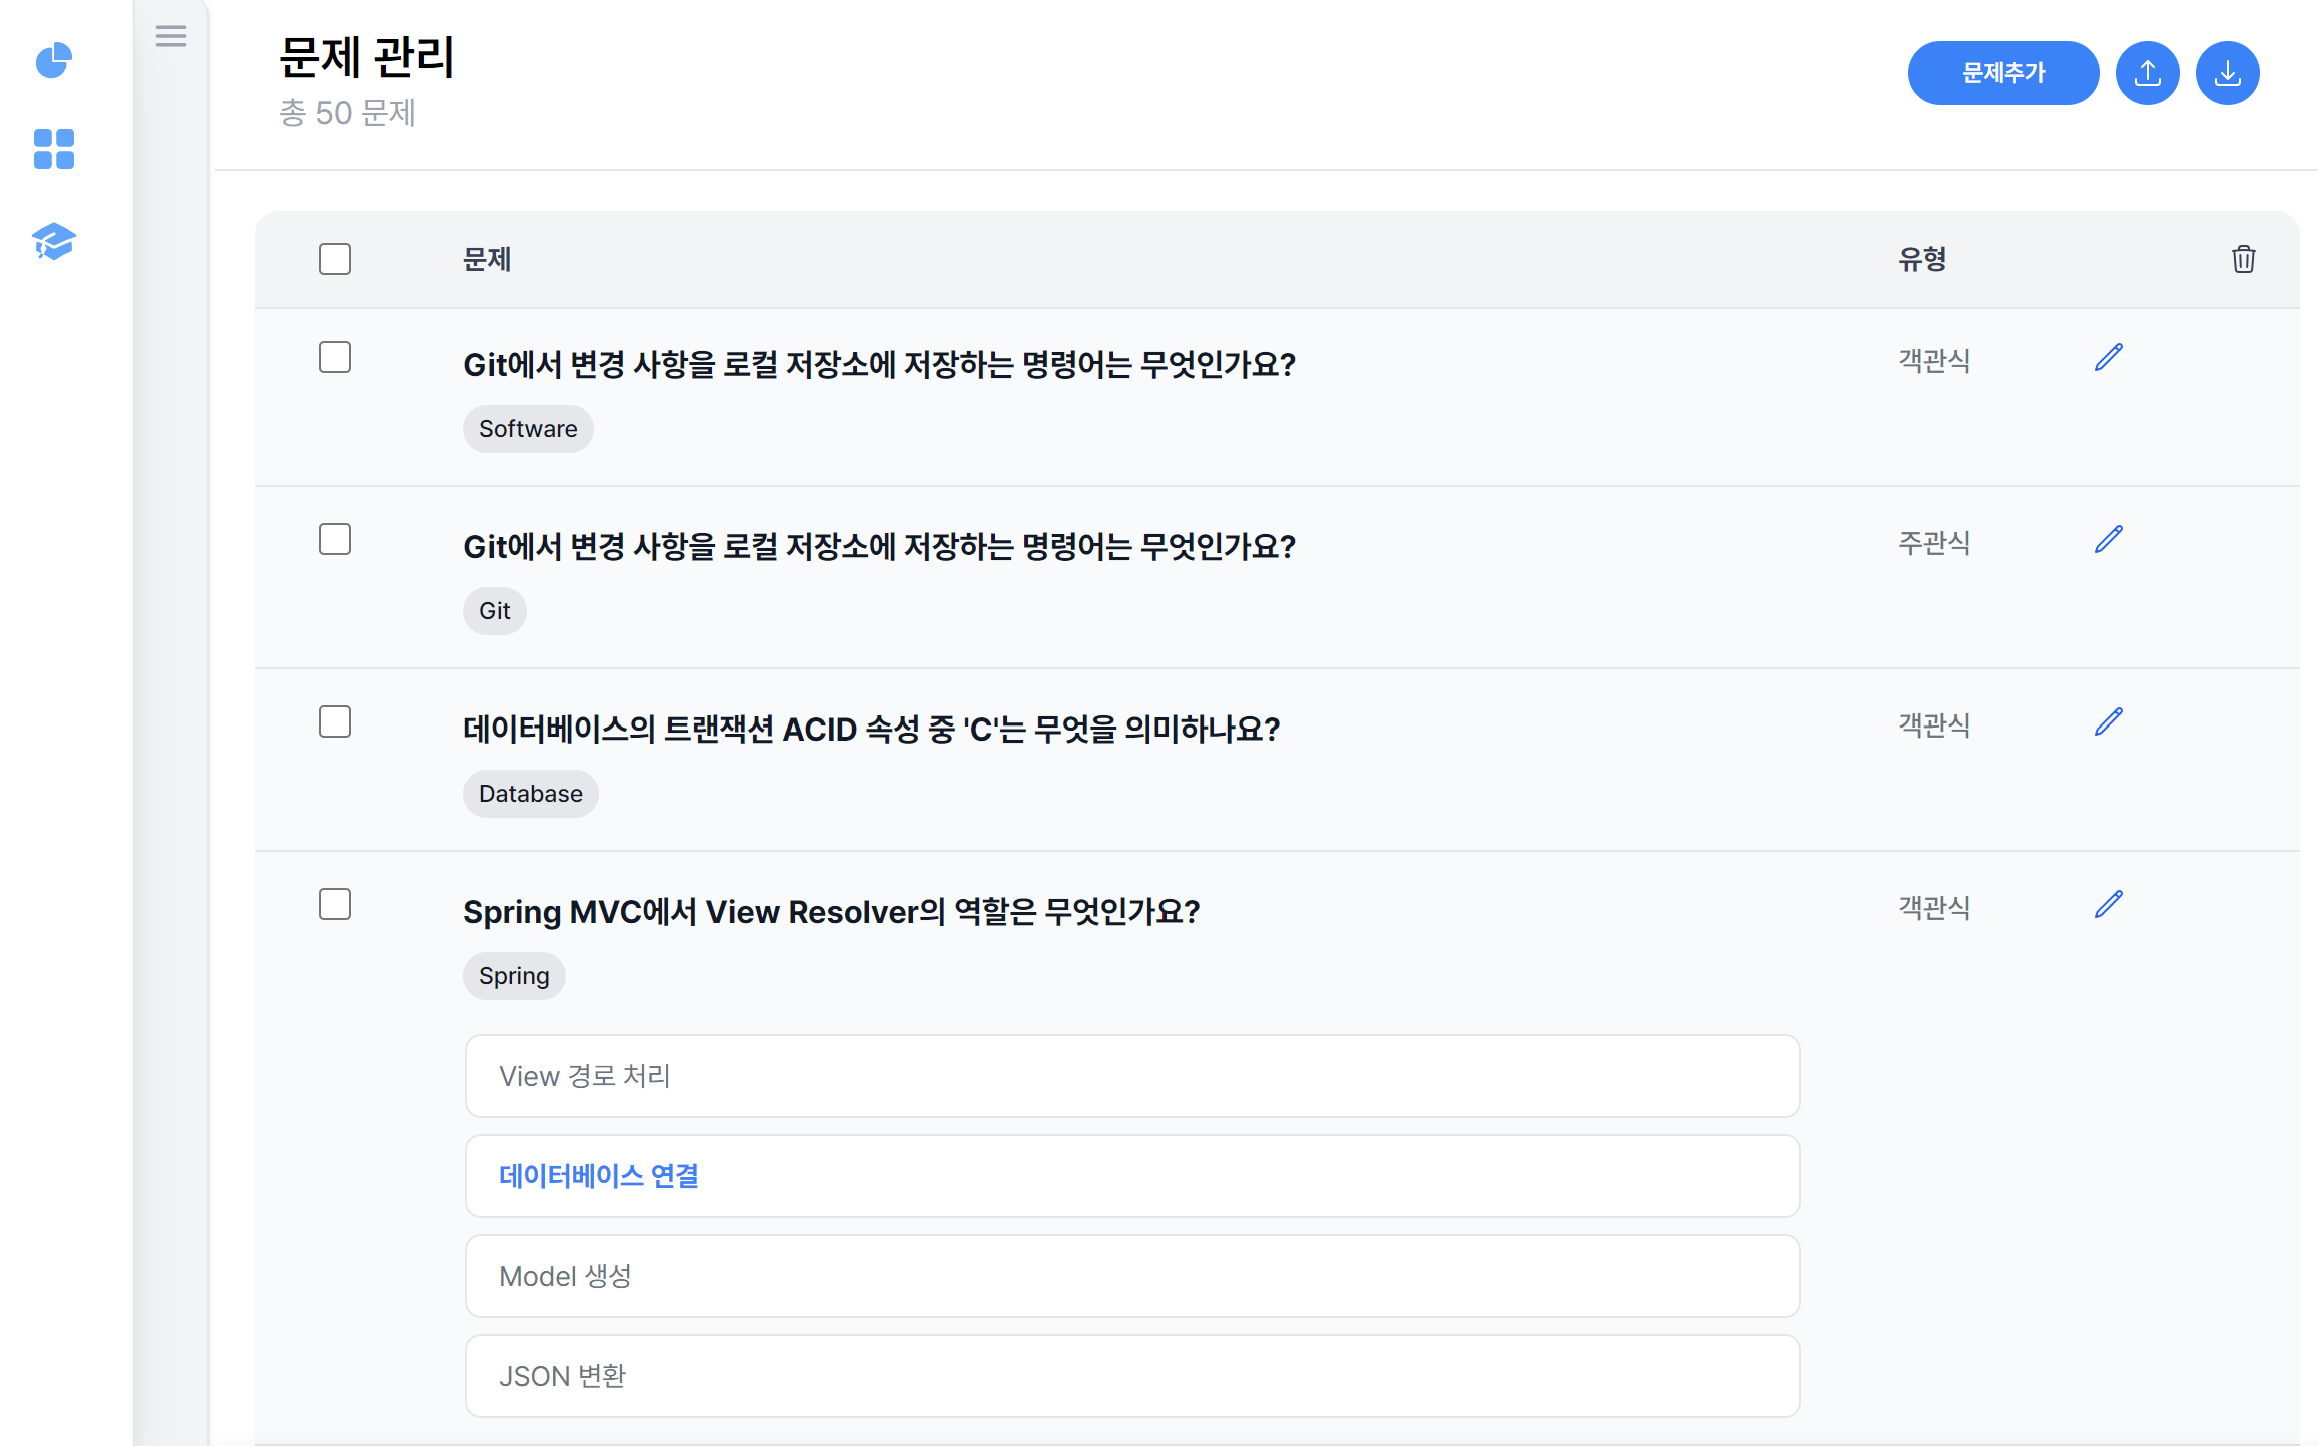 문제 관리
총 50 문제
문제추가
문제
유형
Git에서 변경 사항을 로컬 저장소에 저장하는 명령어는 무엇인가요?
객관식
Software
Git에서 변경 사항을 로컬 저장소에 저장하는 명령어는 무엇인가요?
주관식
Git
데이터베이스의 트랜잭션 ACID 속성 중 'C'는 무엇을 의미하나요?
객관식
Database
Spring MVC에서 View Resolver의 역할은 무엇인가요?
객관식
Spring
View 경로 처리
데이터베이스 연결
Model 생성
JSON 변환